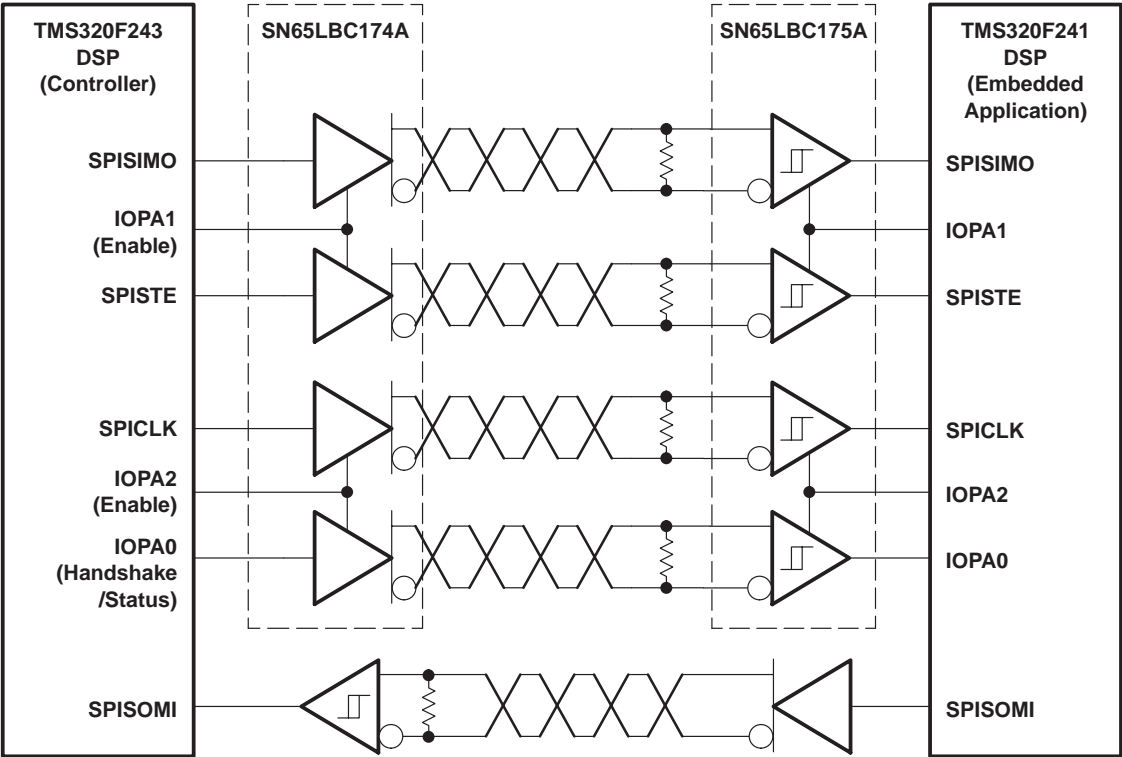 TMS320F243
DSP
(Controller)
SN65LBC174A
SN65LBC175A
TMS320F241
DSP
(Embedded
Application)
SPISIMO
SPISIMO
IOPA1
(Enable)
IOPA1
SPISTE
SPISTE
SPICLK
SPICLK
IOPA2
(Enable)
IOPA2
IOPA0
(Handshake
/Status)
IOPA0
SPISOMI
SPISOMI